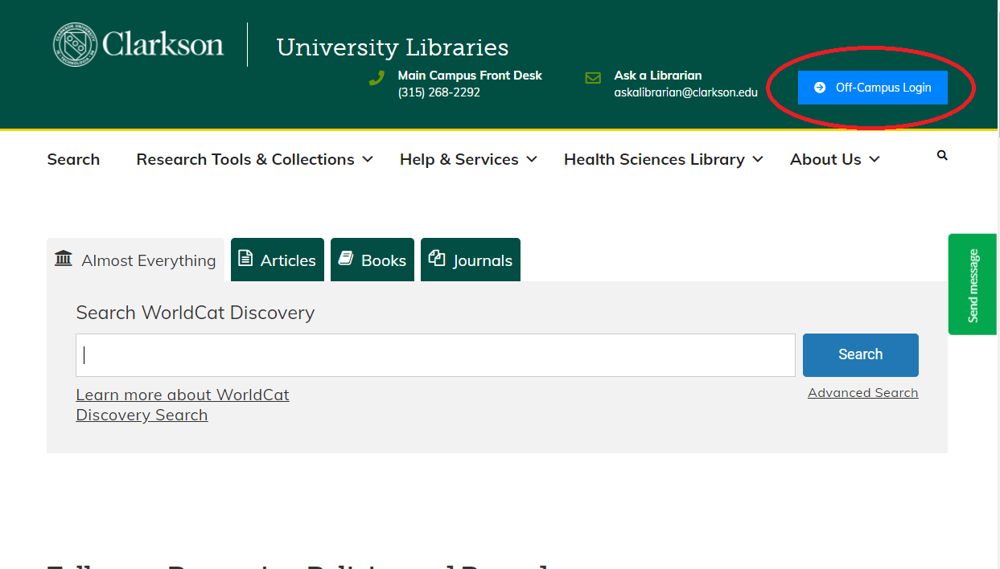 Clarkson
University Libraries
Main Campus Front Desk
(315) 268-2292
Ask a Librarian
askalibrarian@clarkson.edu
Off-Campus Login
Search
Research Tools & Collections
Help & Services
Health Sciences Library
About Us
Almost Everything
Articles
Books
Journals
Send message
Search WorldCat Discovery
Search
Learn more about WorldCat
Discovery Search
Advanced Search